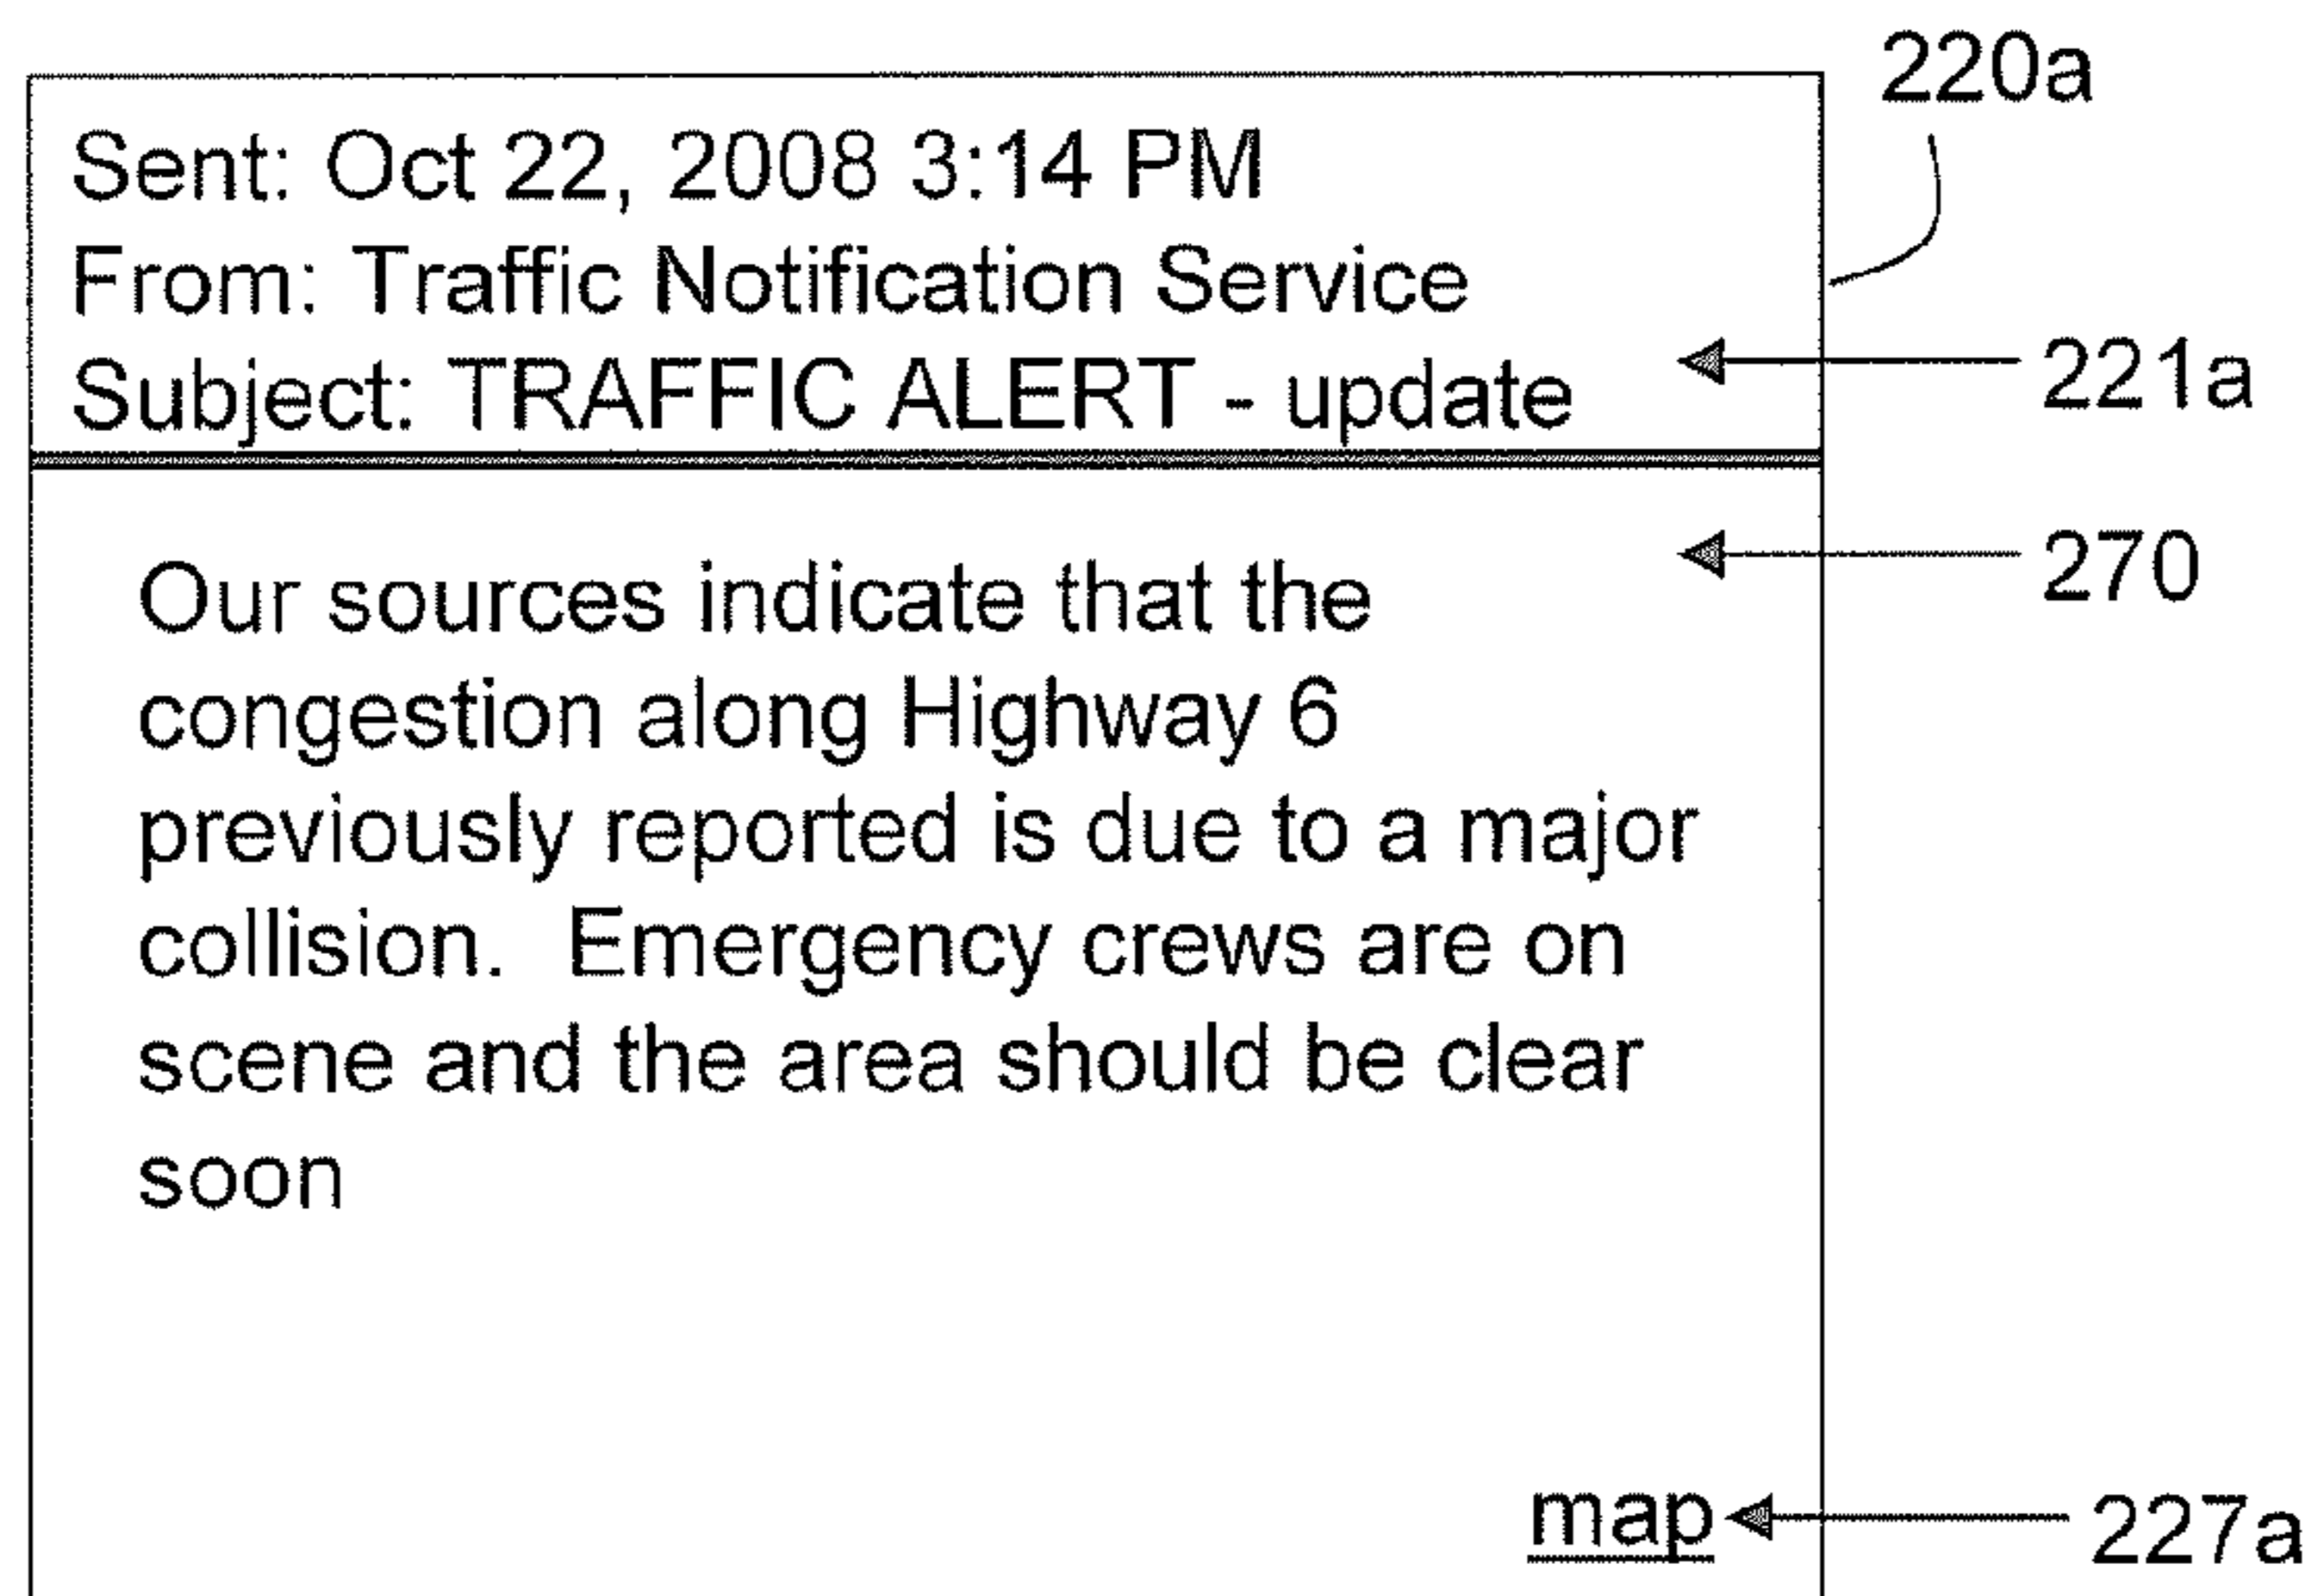 220a
Sent: Oct 22, 2008 3:14 PM
From: Traffic Notification Service
Subject: TRAFFIC ALERT - update
221a
270
Our sources indicate that the
congestion along Highway 6
previously reported is due to a major
collision.  Emergency crews are on
scene and the area should be clear
soon
map
227a